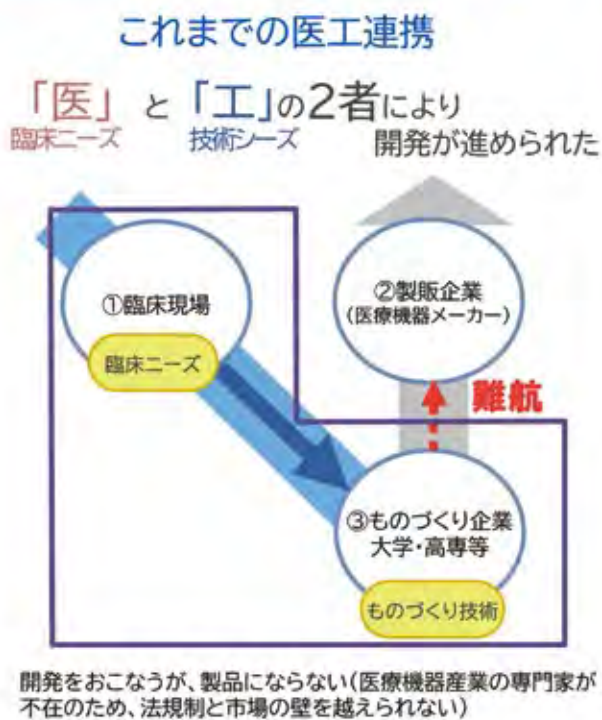 これまでの医工連携
「医」と「工」の2者により
臨床ニーズ 技術シーズ 開発が進められた
①臨床現場
臨床ニーズ
②製販企業
(医療機器メーカー)
難航
③ものづくり企業
大学・高専等
ものづくり技術
開発をおこなうが、製品にならない(医療機器産業の専門家が
不在のため、法規制と市場の壁を越えられない)